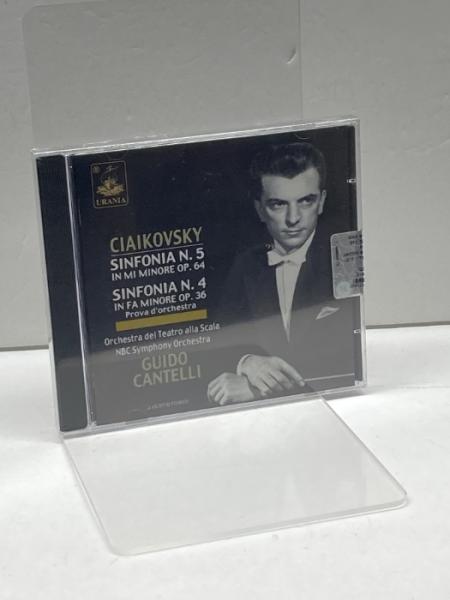 URANIA
CIAIKOVSKY
SINFONIA N. 5
IN MI MINORE OP. 64
SINFONIA N. 4
IN FA MINORE OP. 36
Prova d'orchestra
Orchestra del Teatro alla Scala
NBC Symphony Orchestra
GUIDO
CANTELLI